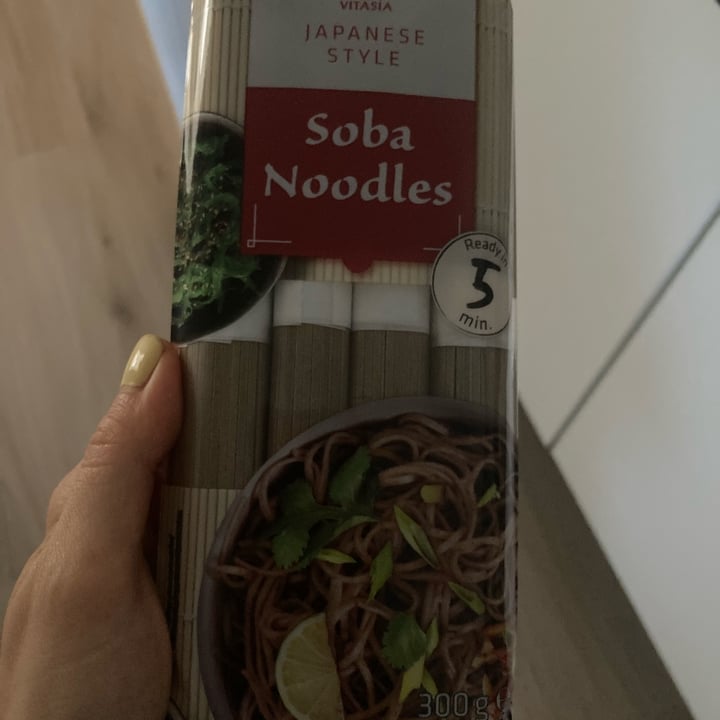 VITASIA
JAPANESE
STYLE
Soba
Noodles
Ready in
5
min.
300g